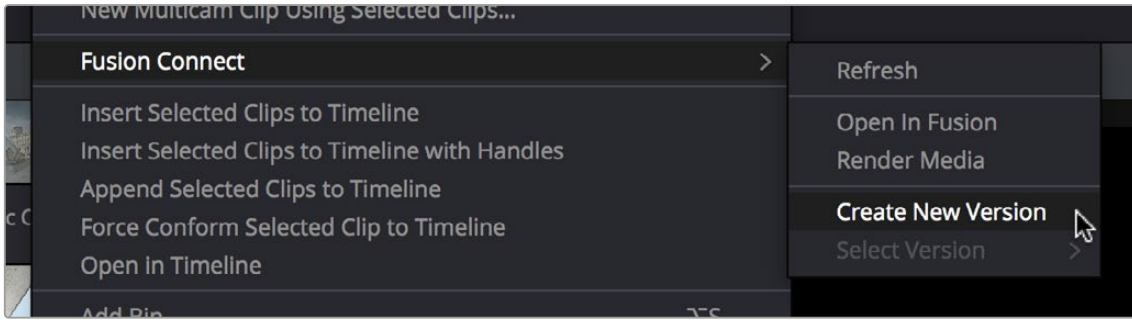 New Multicam Clip Using Selected Clips...
Fusion Connect >
Insert Selected Clips to Timeline
Insert Selected Clips to Timeline with Handles
Append Selected Clips to Timeline
Force Conform Selected Clip to Timeline
Open in Timeline
Add Bin ⌥S
Refresh
Open In Fusion
Render Media
Create New Version
Select Version >
c C